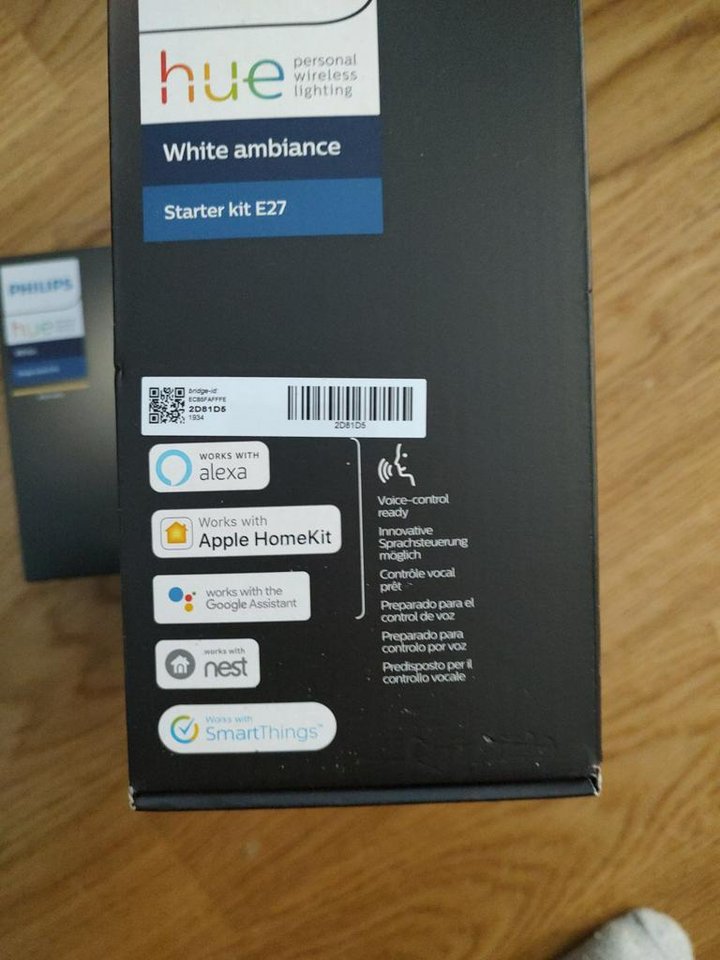 hue personal
wireless
lighting
White ambiance
Starter kit E27
PHILIPS
hue
bridge-id
ECB5FAFFFE
2D81D5
1934
2D81D5
WORKS WITH
alexa
Works with
Apple HomeKit
works with the
Google Assistant
works with
nest
Works with
SmartThings™
Voice-control
ready
Innovative
Sprachsteuerung
möglich
Contrôle vocal
prêt
Preparado para el
control de voz
Preparado para
controlo por voz
Predisposto per il
controllo vocale